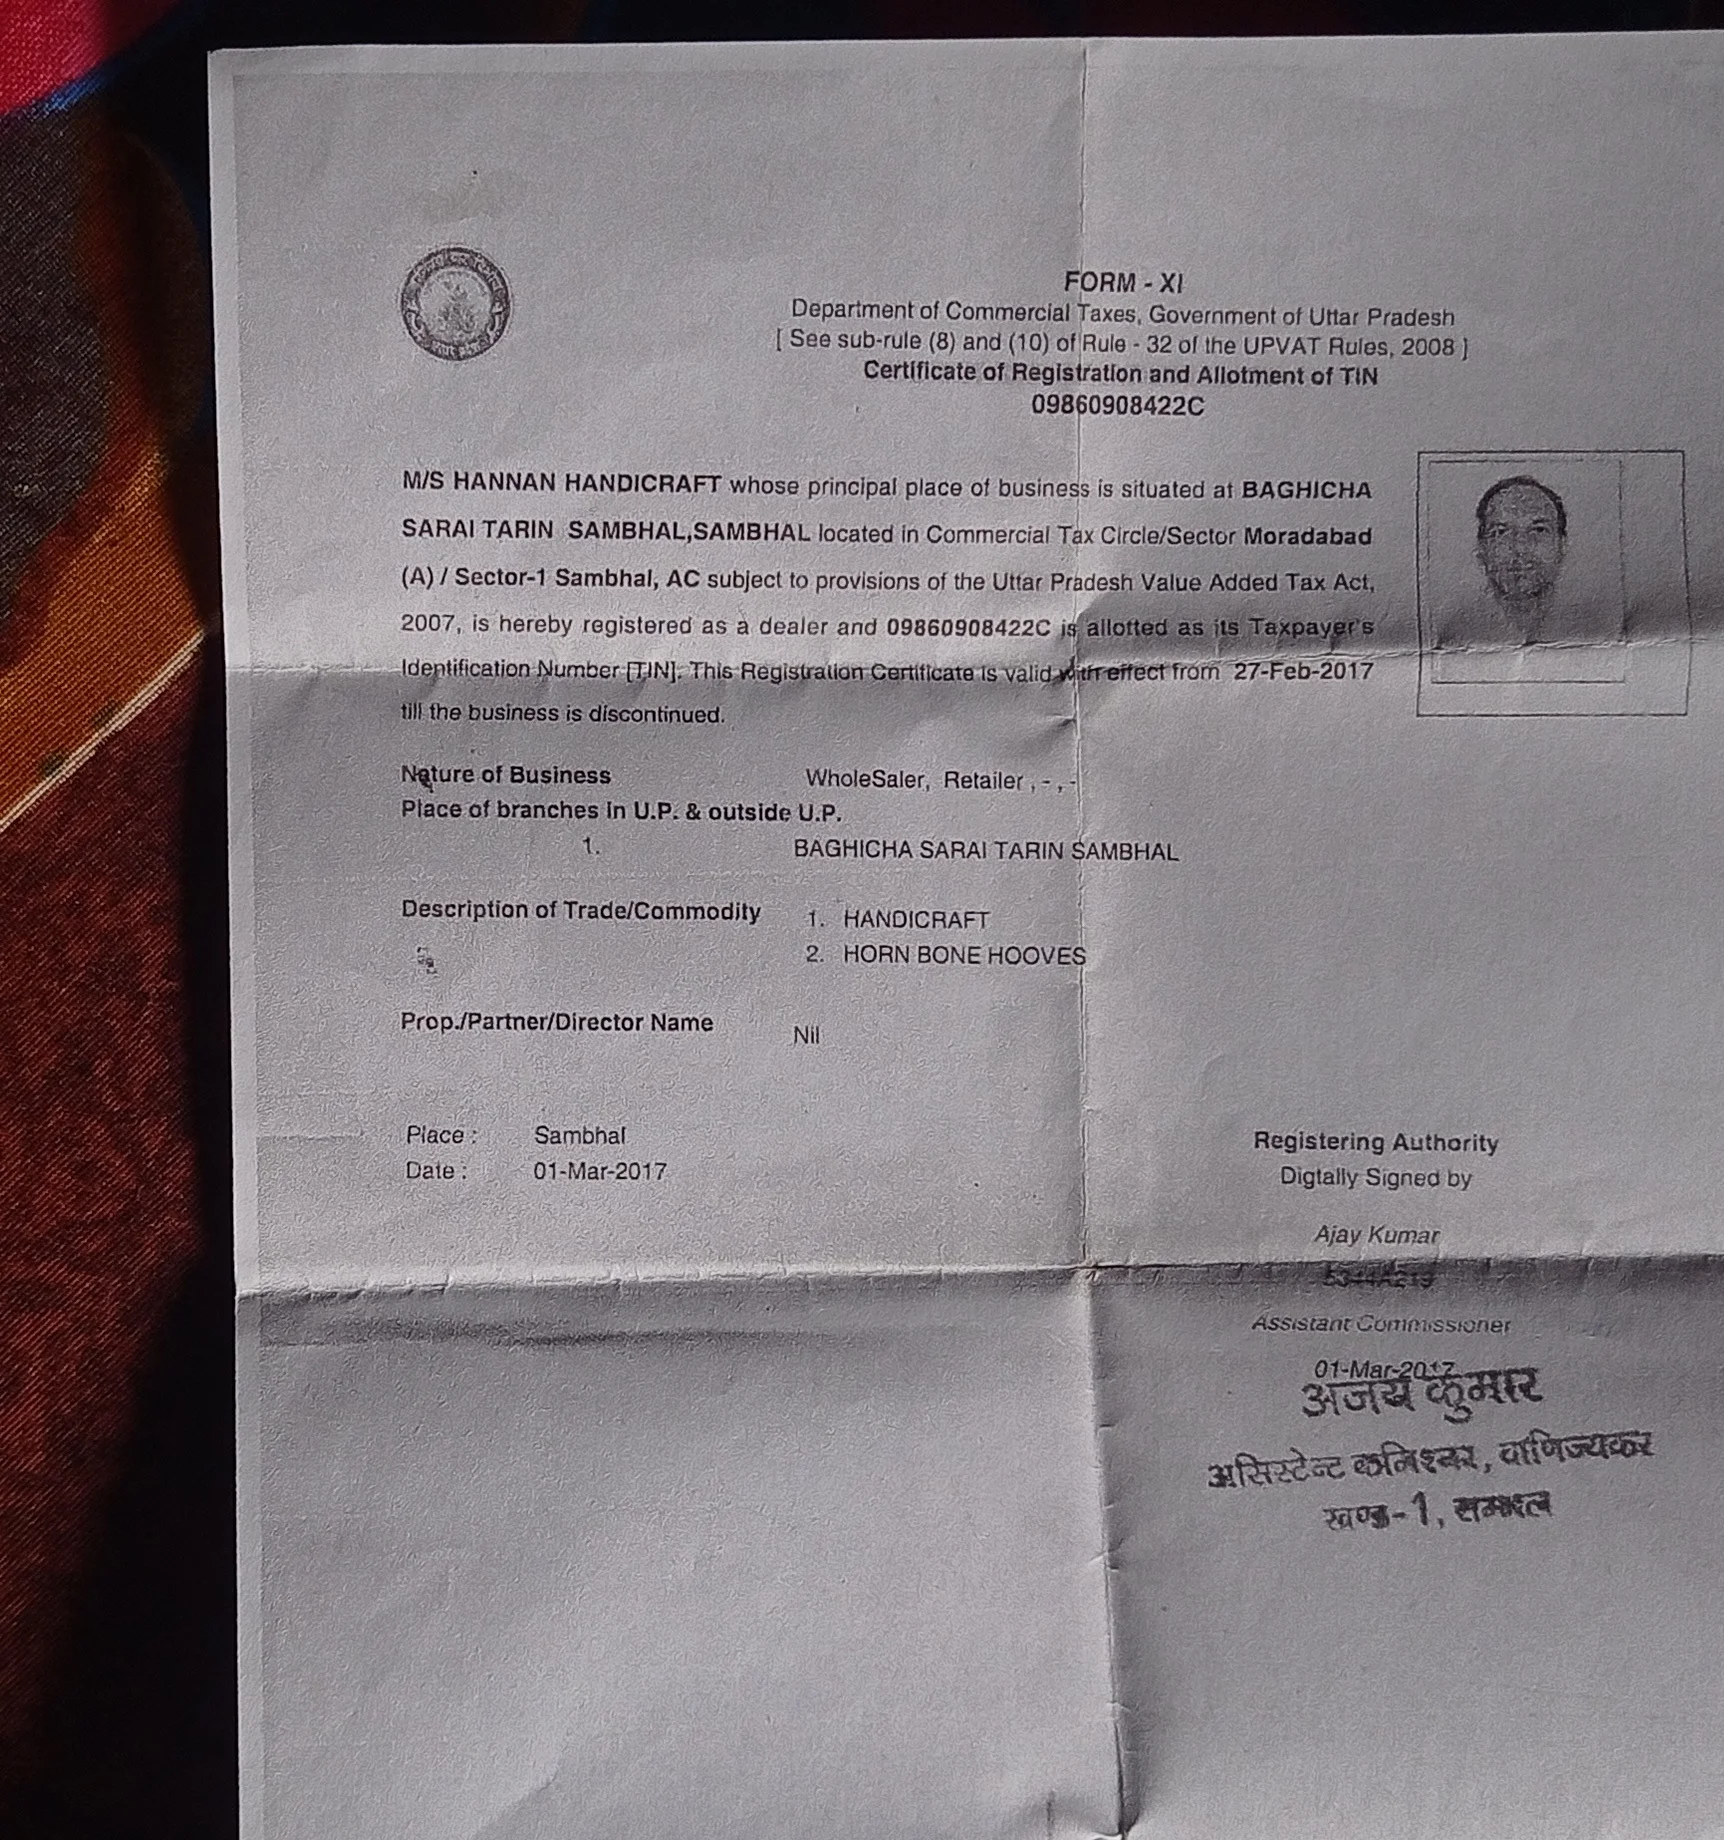 FORM - XI
Department of Commercial Taxes, Government of Uttar Pradesh
[ See sub-rule (8) and (10) of Rule - 32 of the UPVAT Rules, 2008 ]
Certificate of Registration and Allotment of TIN
09860908422C
M/S HANNAN HANDICRAFT whose principal place of business is situated at BAGHICHA
SARAI TARIN SAMBHAL,SAMBHAL located in Commercial Tax Circle/Sector Moradabad
(A) / Sector-1 Sambhal, AC subject to provisions of the Uttar Pradesh Value Added Tax Act,
2007, is hereby registered as a dealer and 09860908422C is allotted as its Taxpayer's
Identification Number [TIN]. This Registration Certificate is valid with effect from 27-Feb-2017
till the business is discontinued.
Nature of Business WholeSaler, Retailer , - , -
Place of branches in U.P. & outside U.P.
1. BAGHICHA SARAI TARIN SAMBHAL
Description of Trade/Commodity 1. HANDICRAFT
2. HORN BONE HOOVES
Prop./Partner/Director Name Nil
Place : Sambhal
Date : 01-Mar-2017
Registering Authority
Digtally Signed by
Ajay Kumar
Assistant Commissioner
01-Mar-2017
अजय कुमार
असिस्टेन्ट कमिश्नर, वाणिज्यकर
खण्ड-1, सम्भल